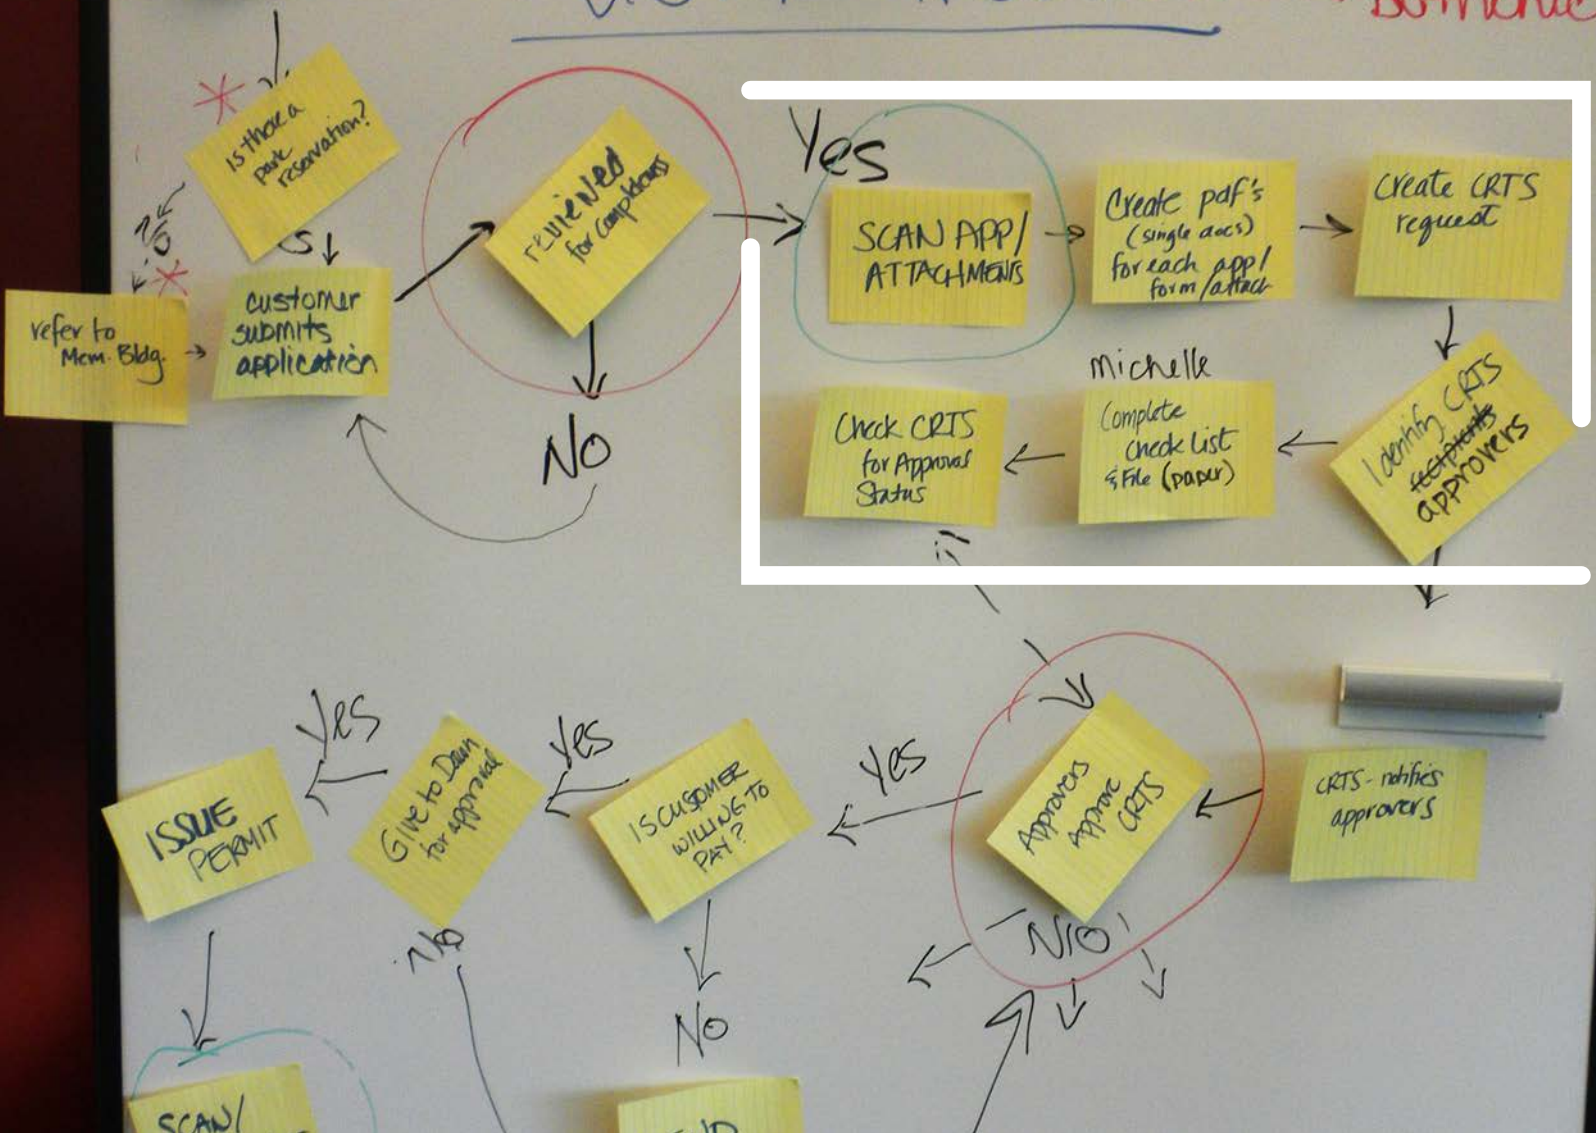 Is there a
park
reservation?
No
refer to
Mem. Bldg.
customer
submits
application
reviewed
for completeness
No
Yes
SCAN APP/
ATTACHMENTS
Create pdf's
(single docs)
for each app/
form/attach
Create CRTS
request
Identify CRTS
recipients
approvers
michelle
Complete
check list
& File (paper)
Check CRTS
for Approval
Status
CRTS - notifies
approvers
Approvers
Approve
CRTS
NO
Yes
IS CUSOMER
WILLING TO
PAY?
No
Yes
Give to Dawn
for approval
No
Yes
ISSUE
PERMIT
SCAN/